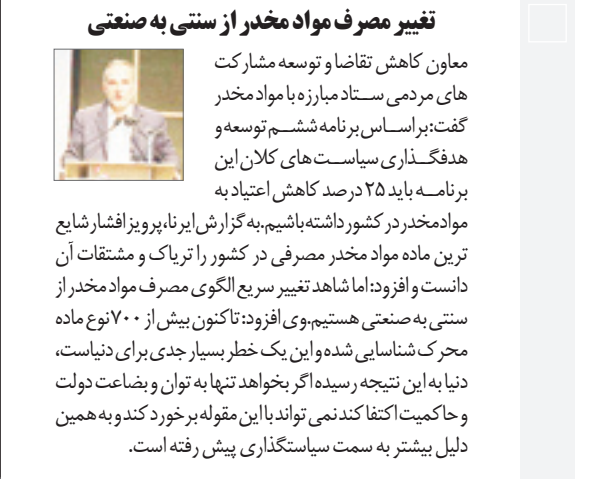 تغییر مصرف مواد مخدر از سنتی به صنعتی
معاون کاهش تقاضا و توسعه مشارکت
های مردمی ستاد مبارزه با مواد مخدر
گفت: براساس برنامه ششم توسعه و
هدفگذاری سیاست های کلان این
برنامه باید ۲۵ درصد کاهش اعتیاد به
موادمخدر در کشور داشته باشیم. به گزارش ایرنا، پرویز افشار شایع
ترین ماده مواد مخدر مصرفی در کشور را تریاک و مشتقات آن
دانست و افزود: اما شاهد تغییر سریع الگوی مصرف مواد مخدر از
سنتی به صنعتی هستیم. وی افزود: تاکنون بیش از ۷۰۰ نوع ماده
محرک شناسایی شده و این یک خطر بسیار جدی برای دنیاست،
دنیا به این نتیجه رسیده اگر بخواهد تنها به توان و بضاعت دولت
و حاکمیت اکتفا کند نمی تواند با این مقوله برخورد کند و به همین
دلیل بیشتر به سمت سیاستگذاری پیش رفته است.